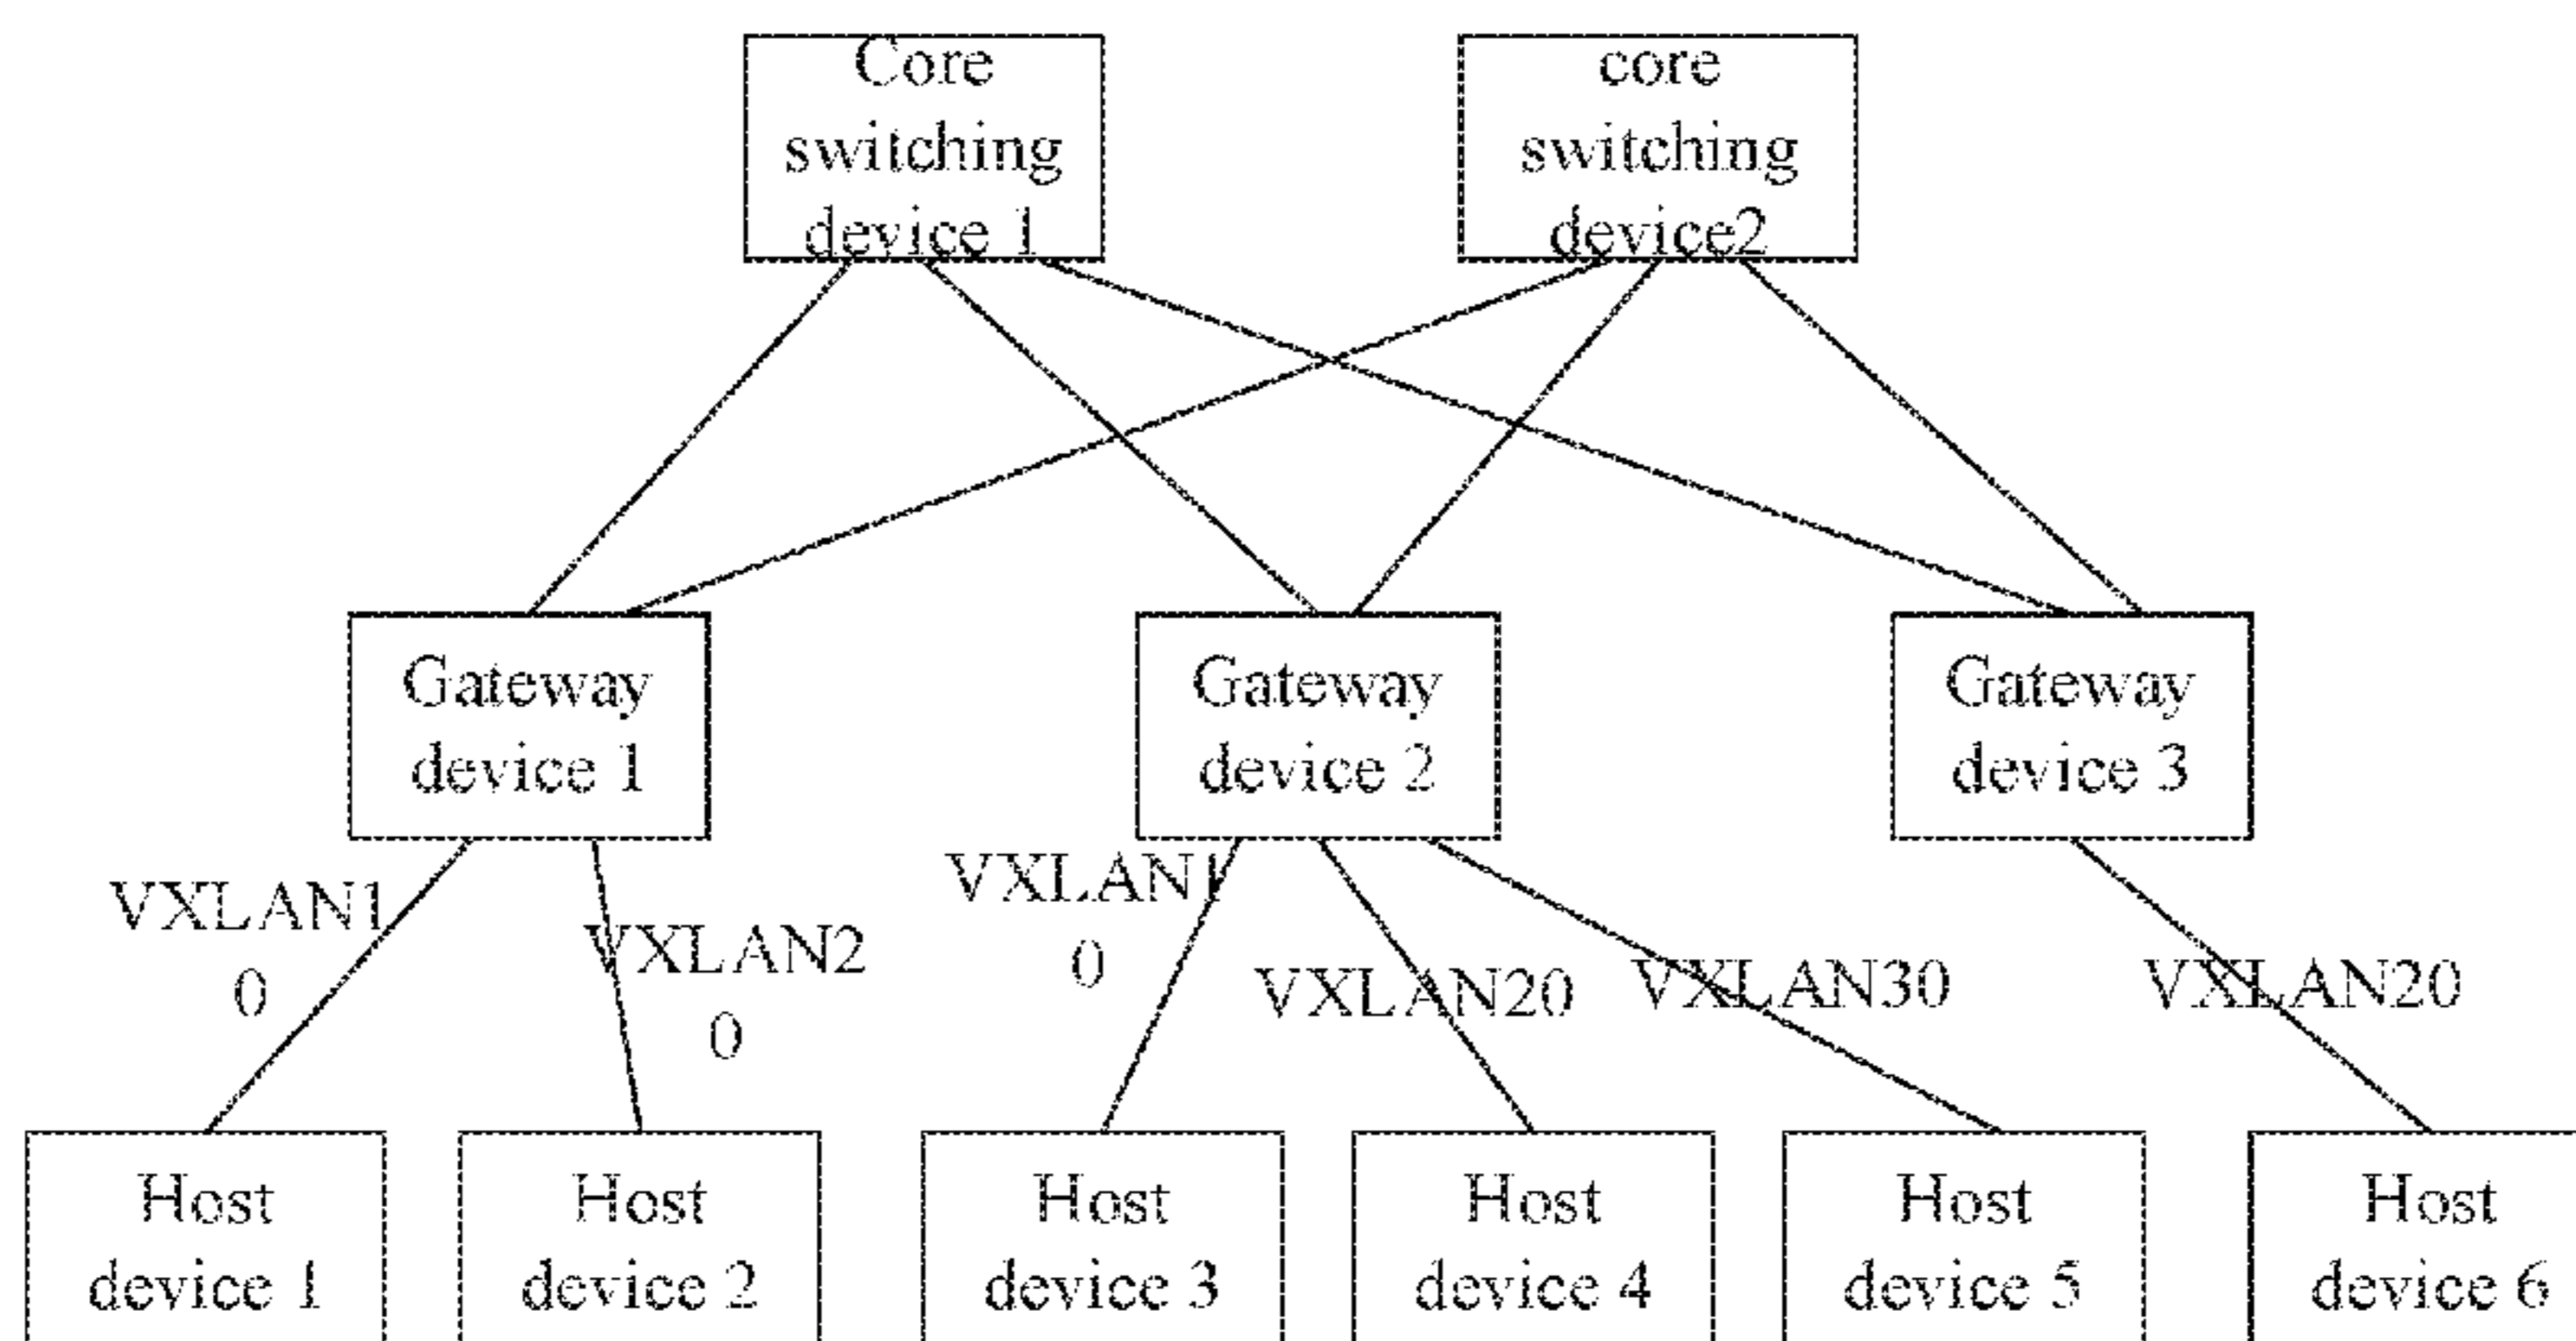 Core
switching
device 1
core
switching
device2
Gateway
device 1
Gateway
device 2
Gateway
device 3
VXLAN1
0
VXLAN2
0
VXLAN1
0
VXLAN20
VXLAN30
VXLAN20
Host
device 1
Host
device 2
Host
device 3
Host
device 4
Host
device 5
Host
device 6